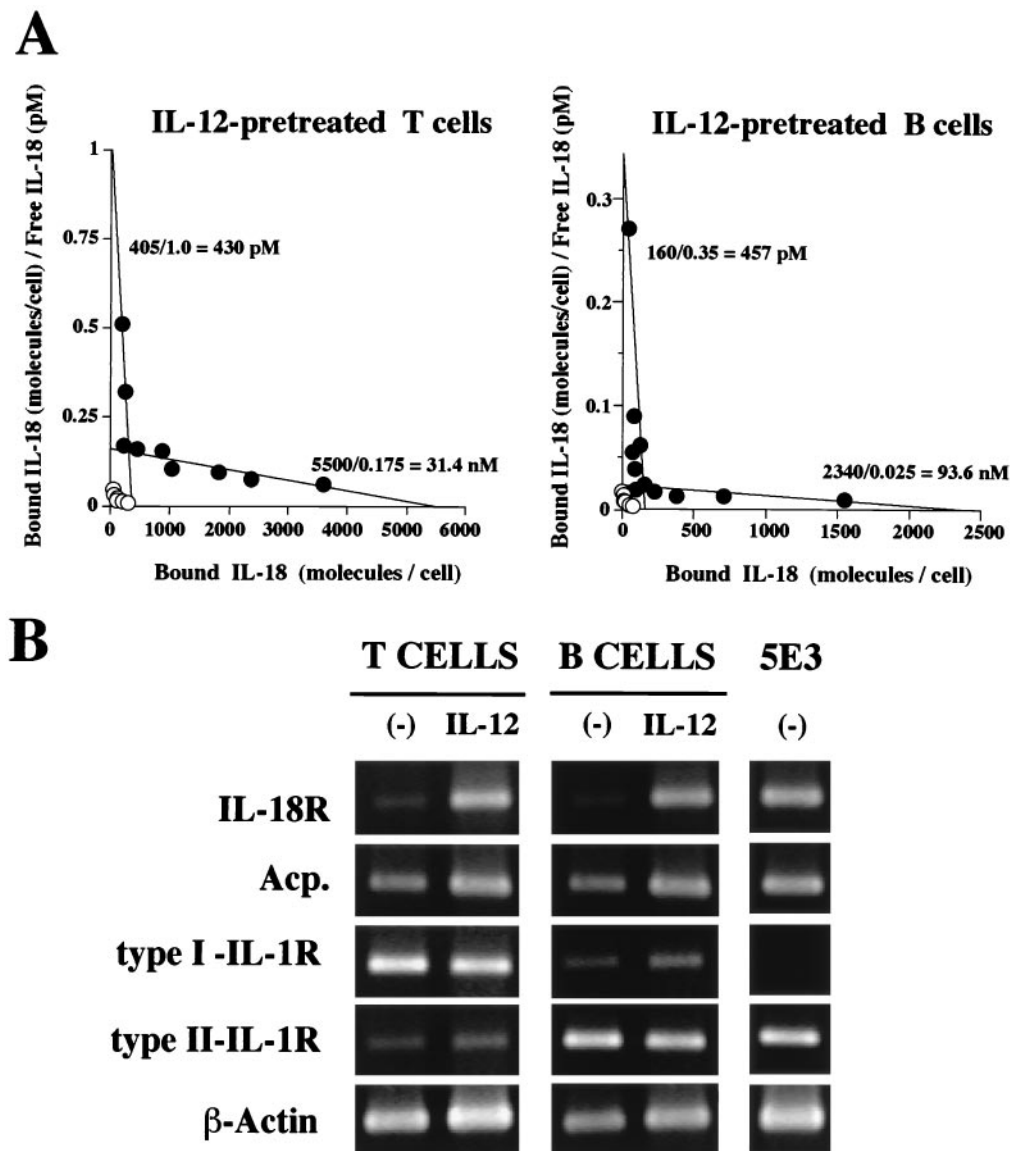 A
IL-12-pretreated T cells
Bound IL-18 (molecules/cell) / Free IL-18 (pM)
1
0.75
0.5
0.25
0
405/1.0 = 430 pM
5500/0.175 = 31.4 nM
0 1000 2000 3000 4000 5000 6000
Bound IL-18 (molecules / cell)
IL-12-pretreated B cells
Bound IL-18 (molecules/cell) / Free IL-18 (pM)
0.3
0.2
0.1
0
160/0.35 = 457 pM
2340/0.025 = 93.6 nM
0 500 1000 1500 2000 2500
Bound IL-18 (molecules / cell)
B
T CELLS B CELLS 5E3
(-) IL-12 (-) IL-12 (-)
IL-18R
Acp.
type I -IL-1R
type II-IL-1R
β-Actin